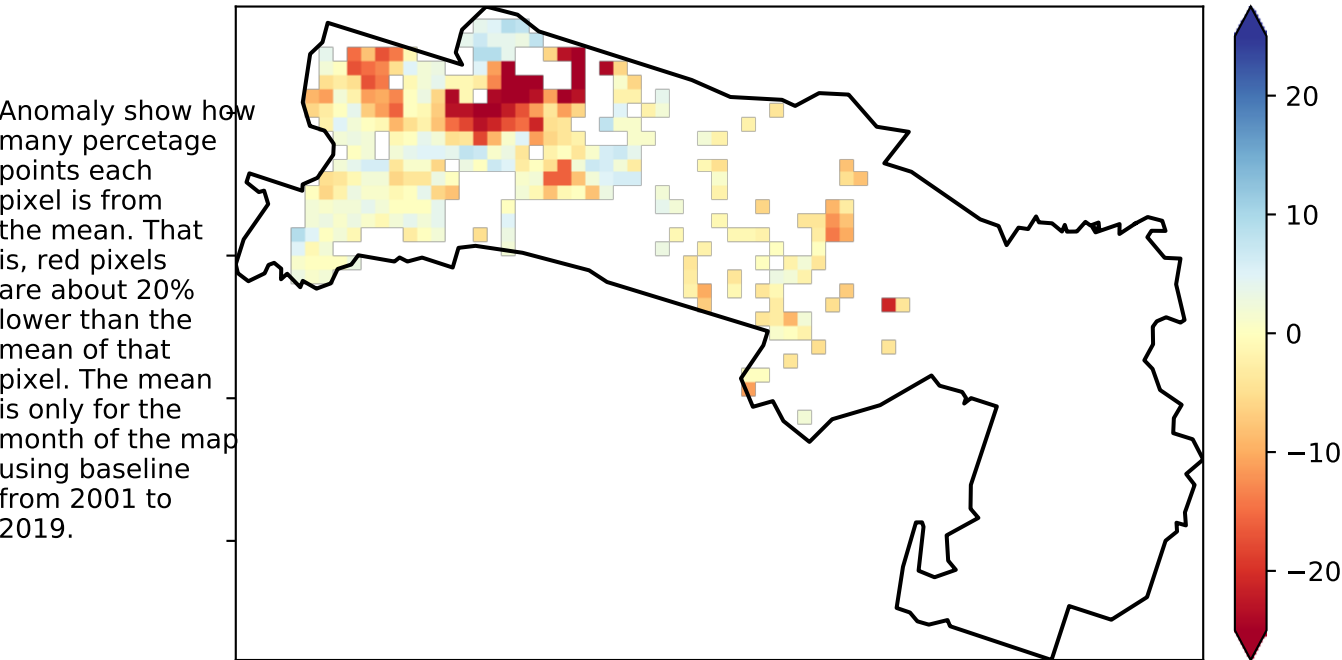 Anomaly show how
many percetage
points each
pixel is from
the mean. That
is, red pixels
are about 20%
lower than the
mean of that
pixel. The mean
is only for the
month of the map
using baseline
from 2001 to
2019.
20
10
0
−10
−20